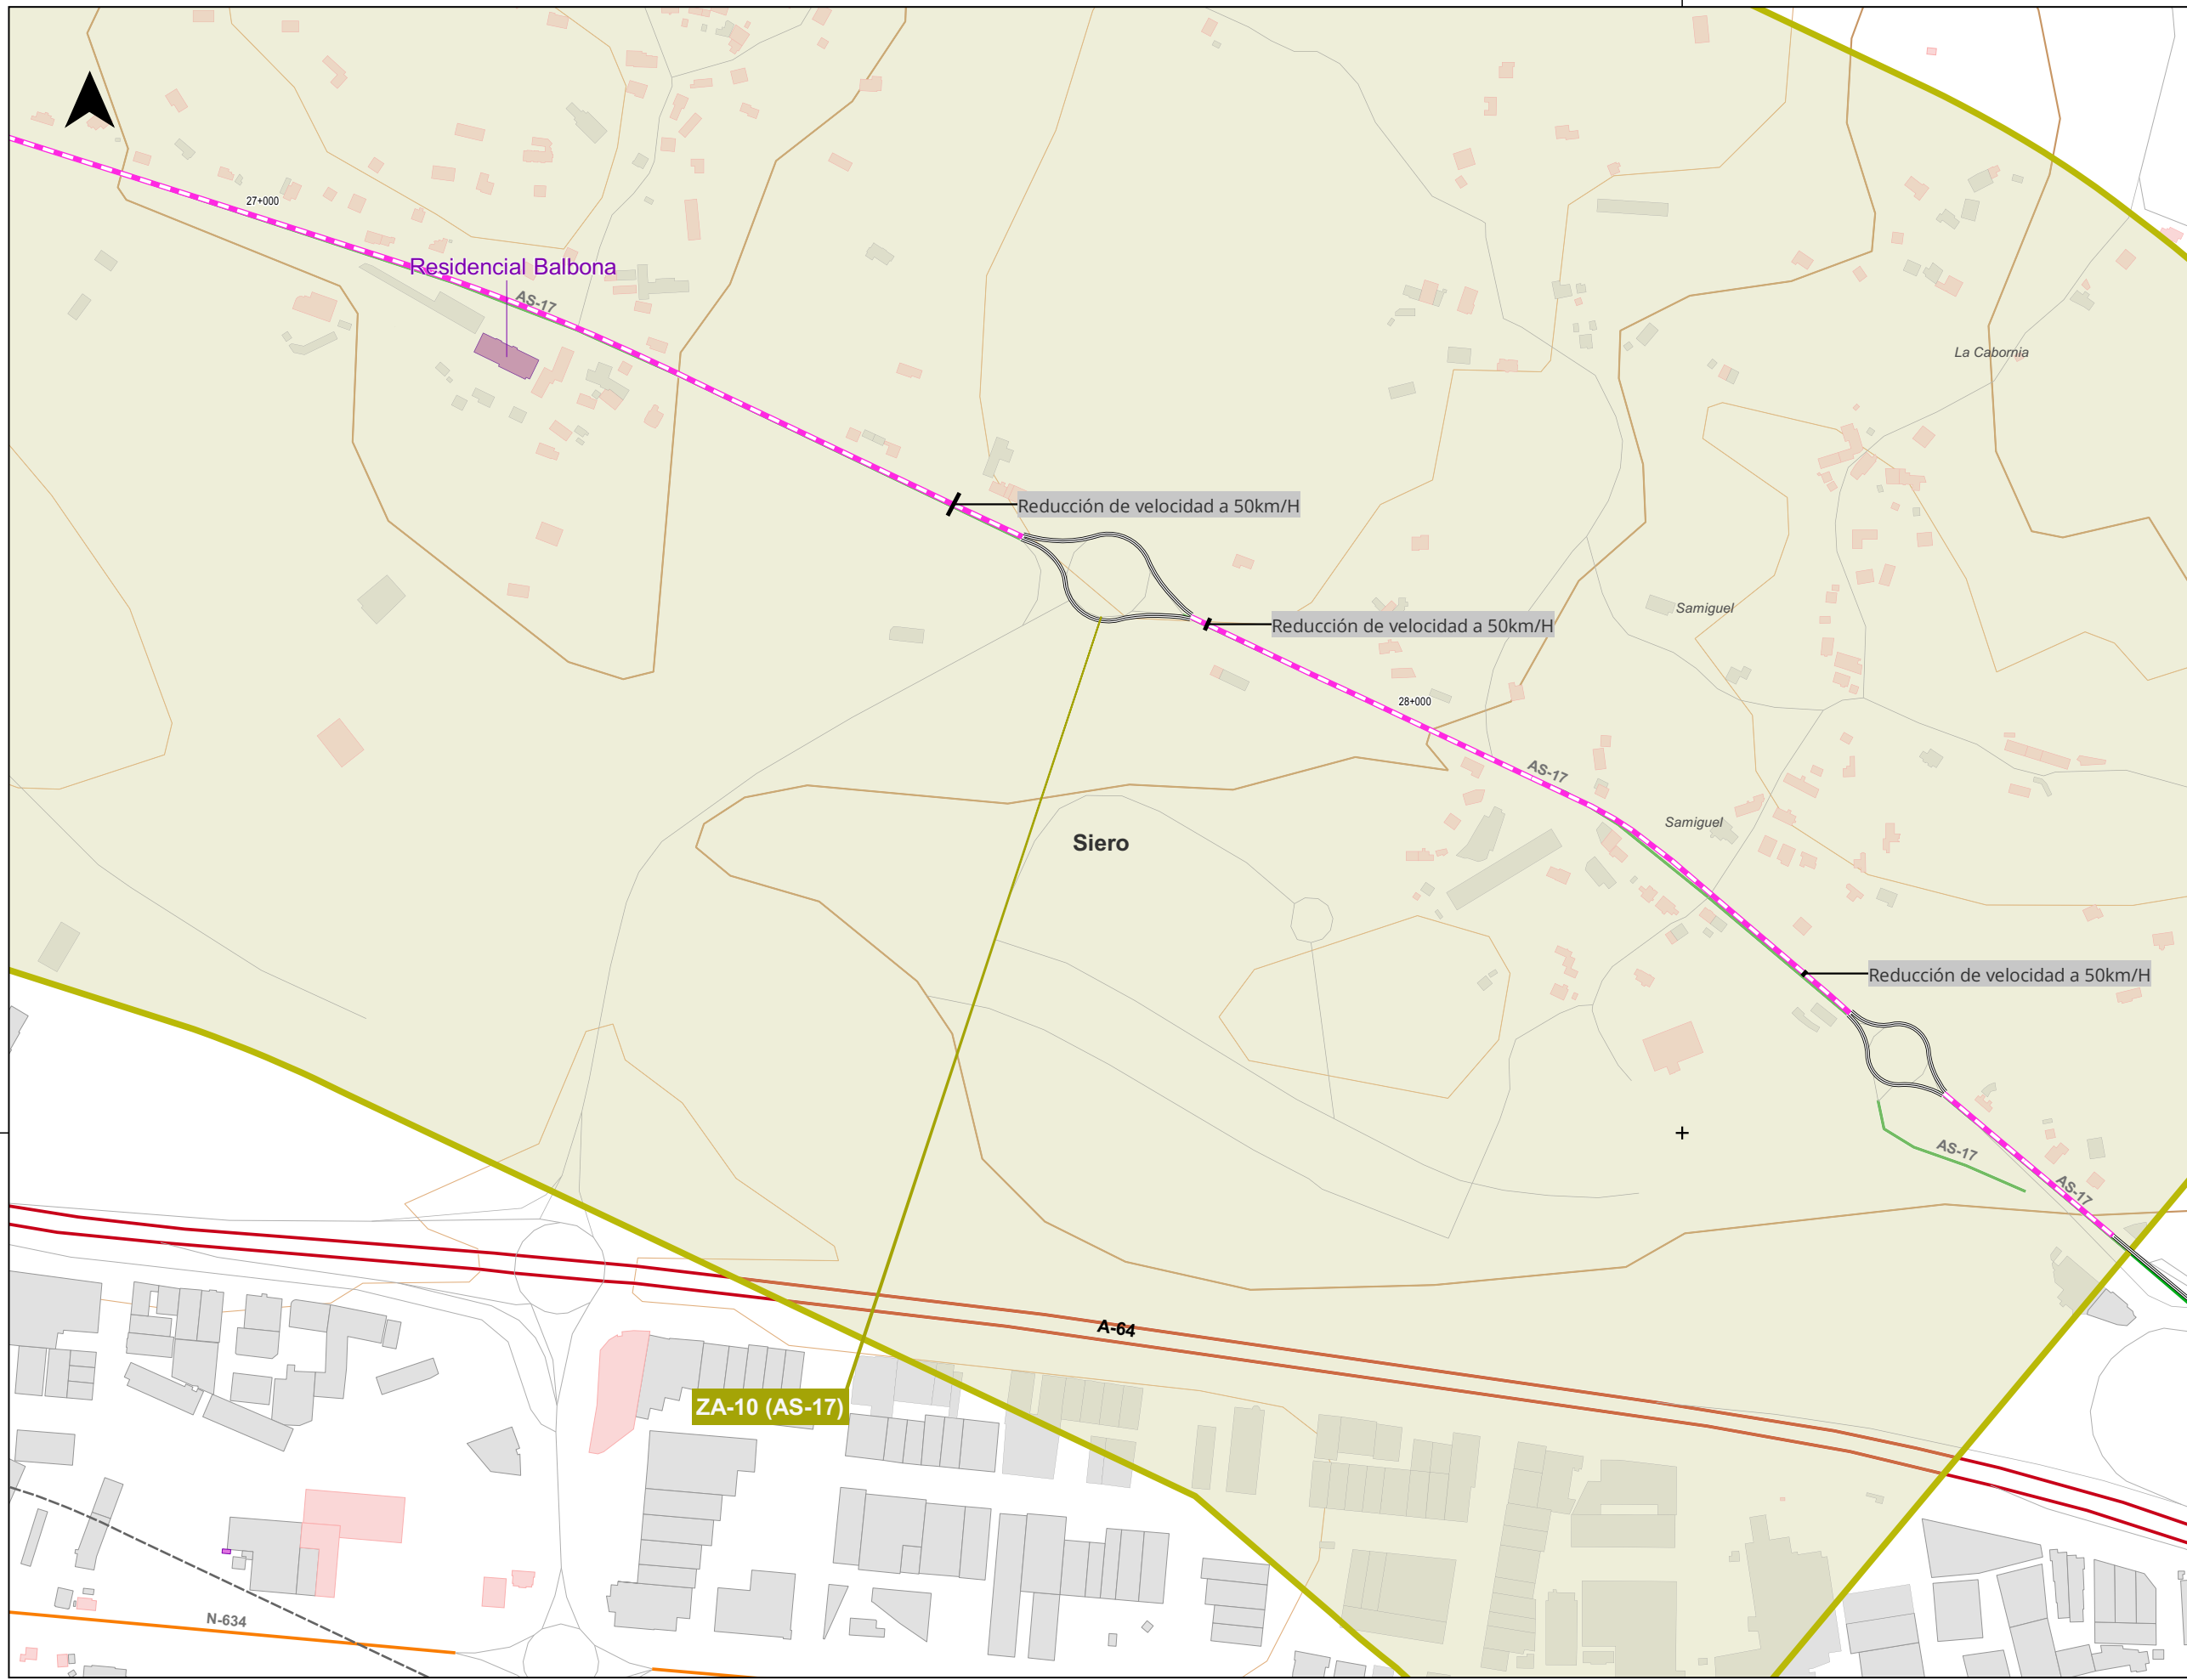 27+000
Residencial Balbona
AS-17
La Cabornia
Reducción de velocidad a 50km/H
Samiguel
Reducción de velocidad a 50km/H
28+000
AS-17
Samiguel
Siero
Reducción de velocidad a 50km/H
AS-17
AS-17
A-64
ZA-10 (AS-17)
N-634